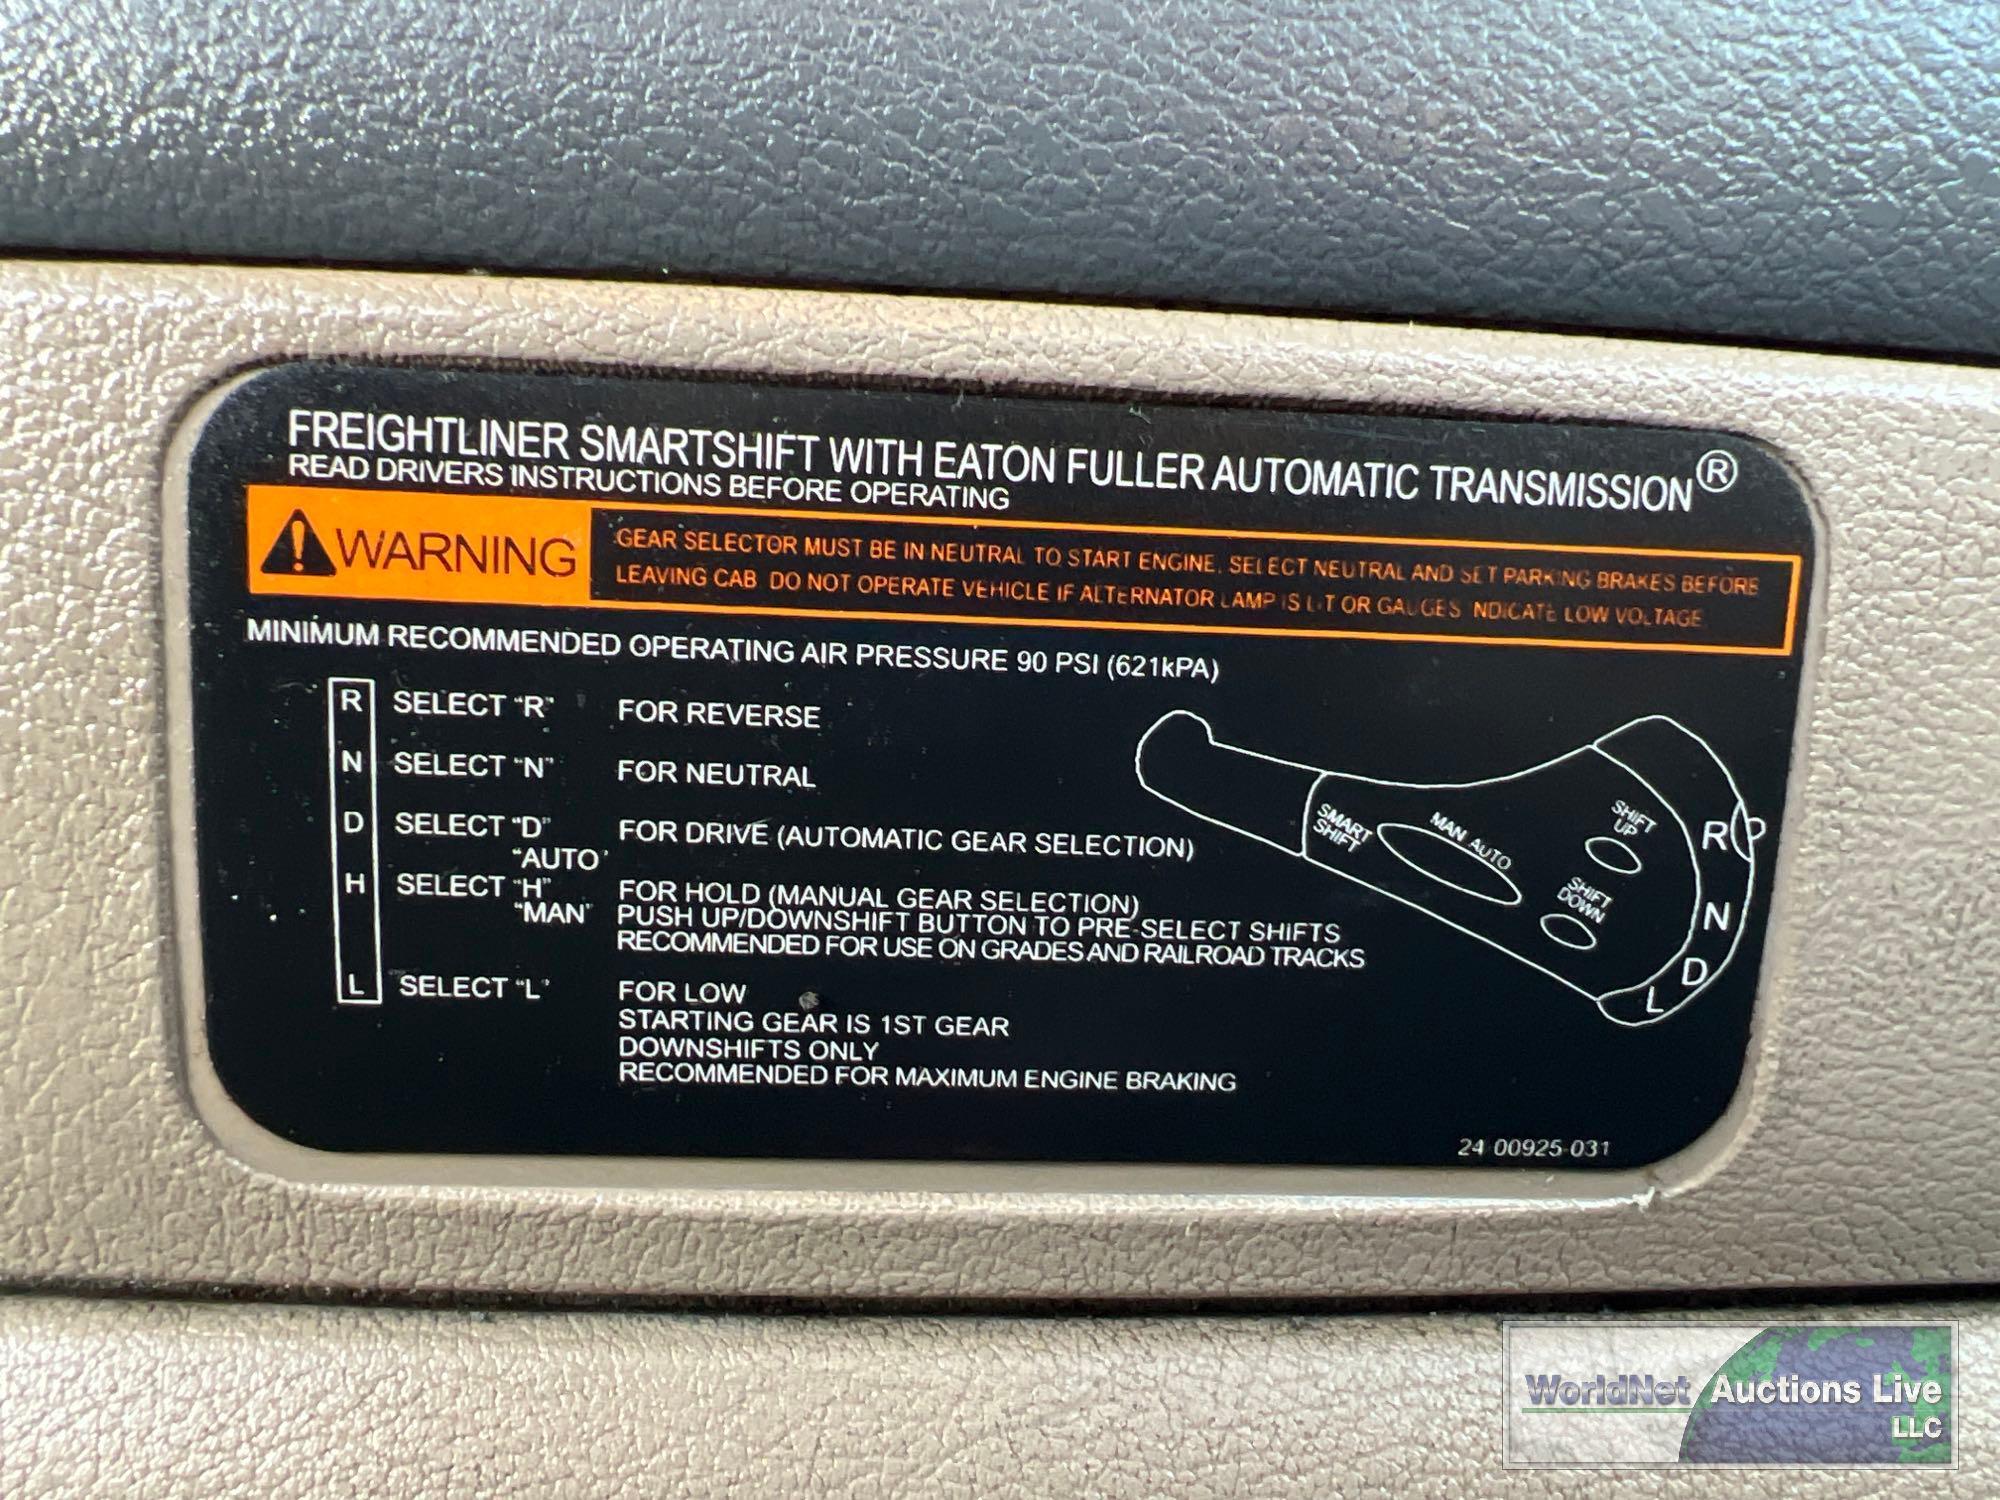 FREIGHTLINER SMARTSHIFT WITH EATON FULLER AUTOMATIC TRANSMISSION®
READ DRIVERS INSTRUCTIONS BEFORE OPERATING
WARNING
GEAR SELECTOR MUST BE IN NEUTRAL TO START ENGINE. SELECT NEUTRAL AND SET PARKING BRAKES BEFORE
LEAVING CAB DO NOT OPERATE VEHICLE IF ALTERNATOR LAMP IS LIT OR GAUGES INDICATE LOW VOLTAGE
MINIMUM RECOMMENDED OPERATING AIR PRESSURE 90 PSI (621kPA)
R SELECT "R" FOR REVERSE
N SELECT "N" FOR NEUTRAL
D SELECT "D" FOR DRIVE (AUTOMATIC GEAR SELECTION)
"AUTO"
H SELECT "H" FOR HOLD (MANUAL GEAR SELECTION)
"MAN" PUSH UP/DOWNSHIFT BUTTON TO PRE-SELECT SHIFTS
RECOMMENDED FOR USE ON GRADES AND RAILROAD TRACKS
L SELECT "L" FOR LOW
STARTING GEAR IS 1ST GEAR
DOWNSHIFTS ONLY
RECOMMENDED FOR MAXIMUM ENGINE BRAKING
SMART
SHIFT
MAN AUTO
SHIFT
UP
SHIFT
DOWN
R
N
D
L
24-00925-031
WorldNet Auctions Live
LLC